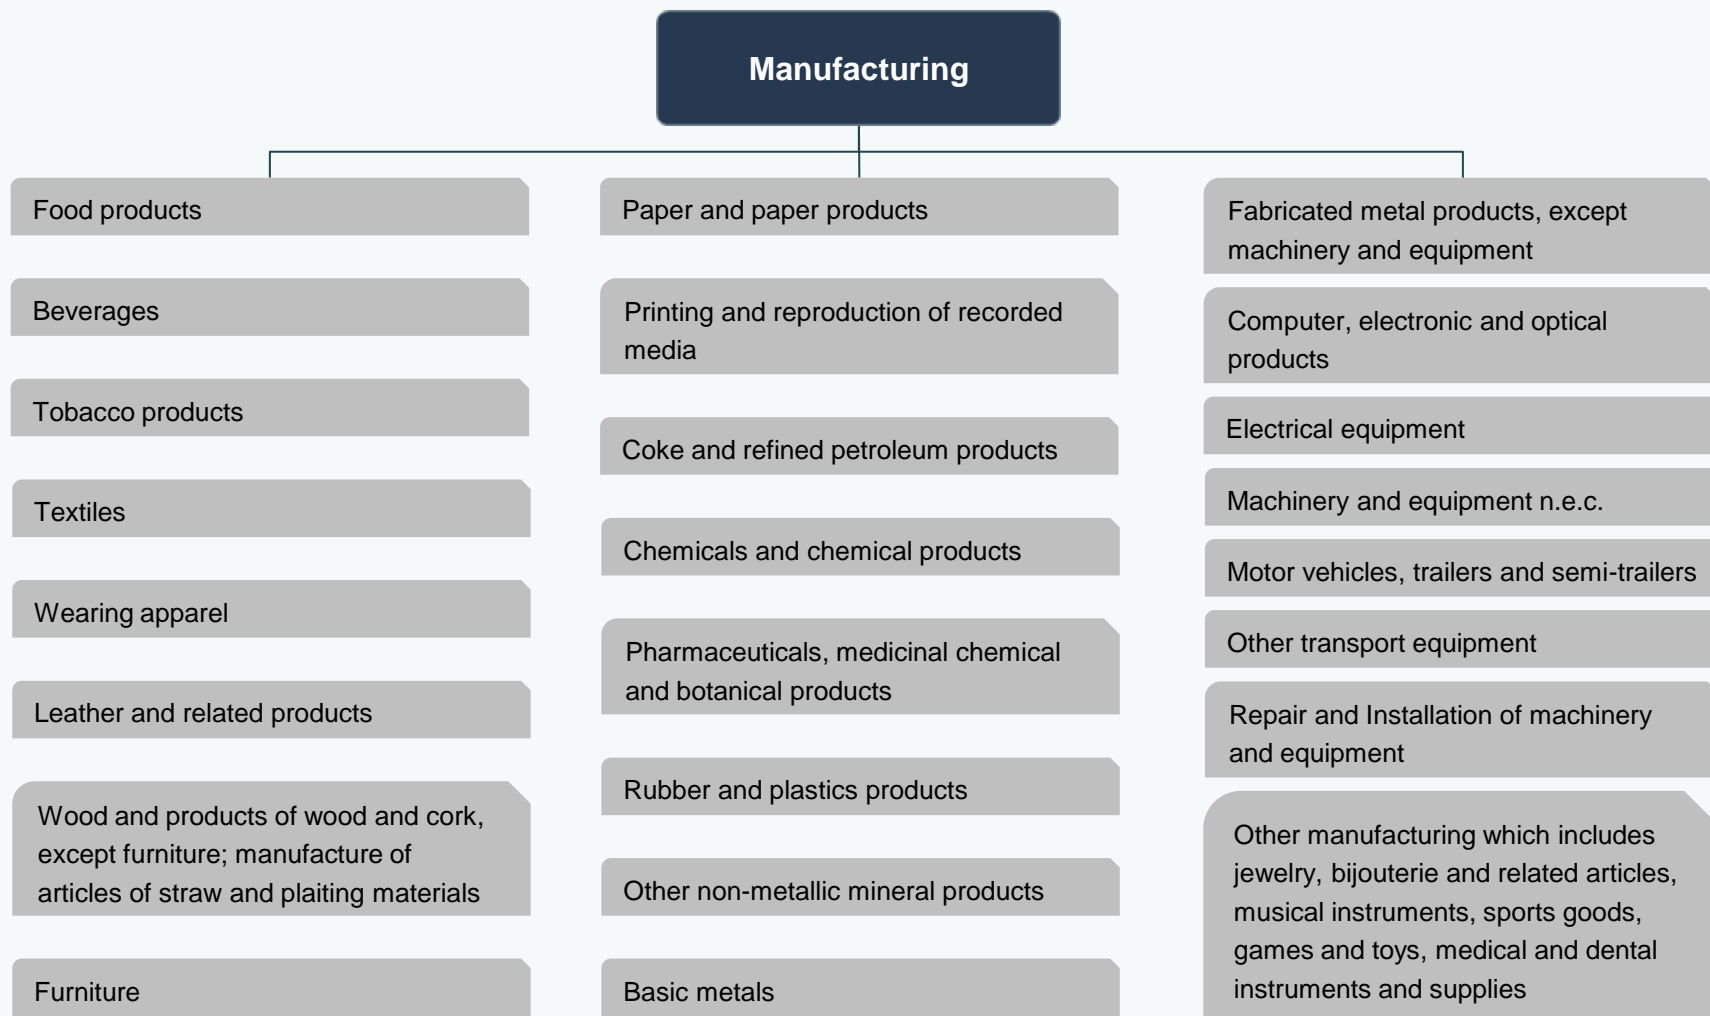 Manufacturing
Food products
Beverages
Tobacco products
Textiles
Wearing apparel
Leather and related products
Wood and products of wood and cork,
except furniture; manufacture of
articles of straw and plaiting materials
Furniture
Paper and paper products
Printing and reproduction of recorded
media
Coke and refined petroleum products
Chemicals and chemical products
Pharmaceuticals, medicinal chemical
and botanical products
Rubber and plastics products
Other non-metallic mineral products
Basic metals
Fabricated metal products, except
machinery and equipment
Computer, electronic and optical
products
Electrical equipment
Machinery and equipment n.e.c.
Motor vehicles, trailers and semi-trailers
Other transport equipment
Repair and Installation of machinery
and equipment
Other manufacturing which includes
jewelry, bijouterie and related articles,
musical instruments, sports goods,
games and toys, medical and dental
instruments and supplies